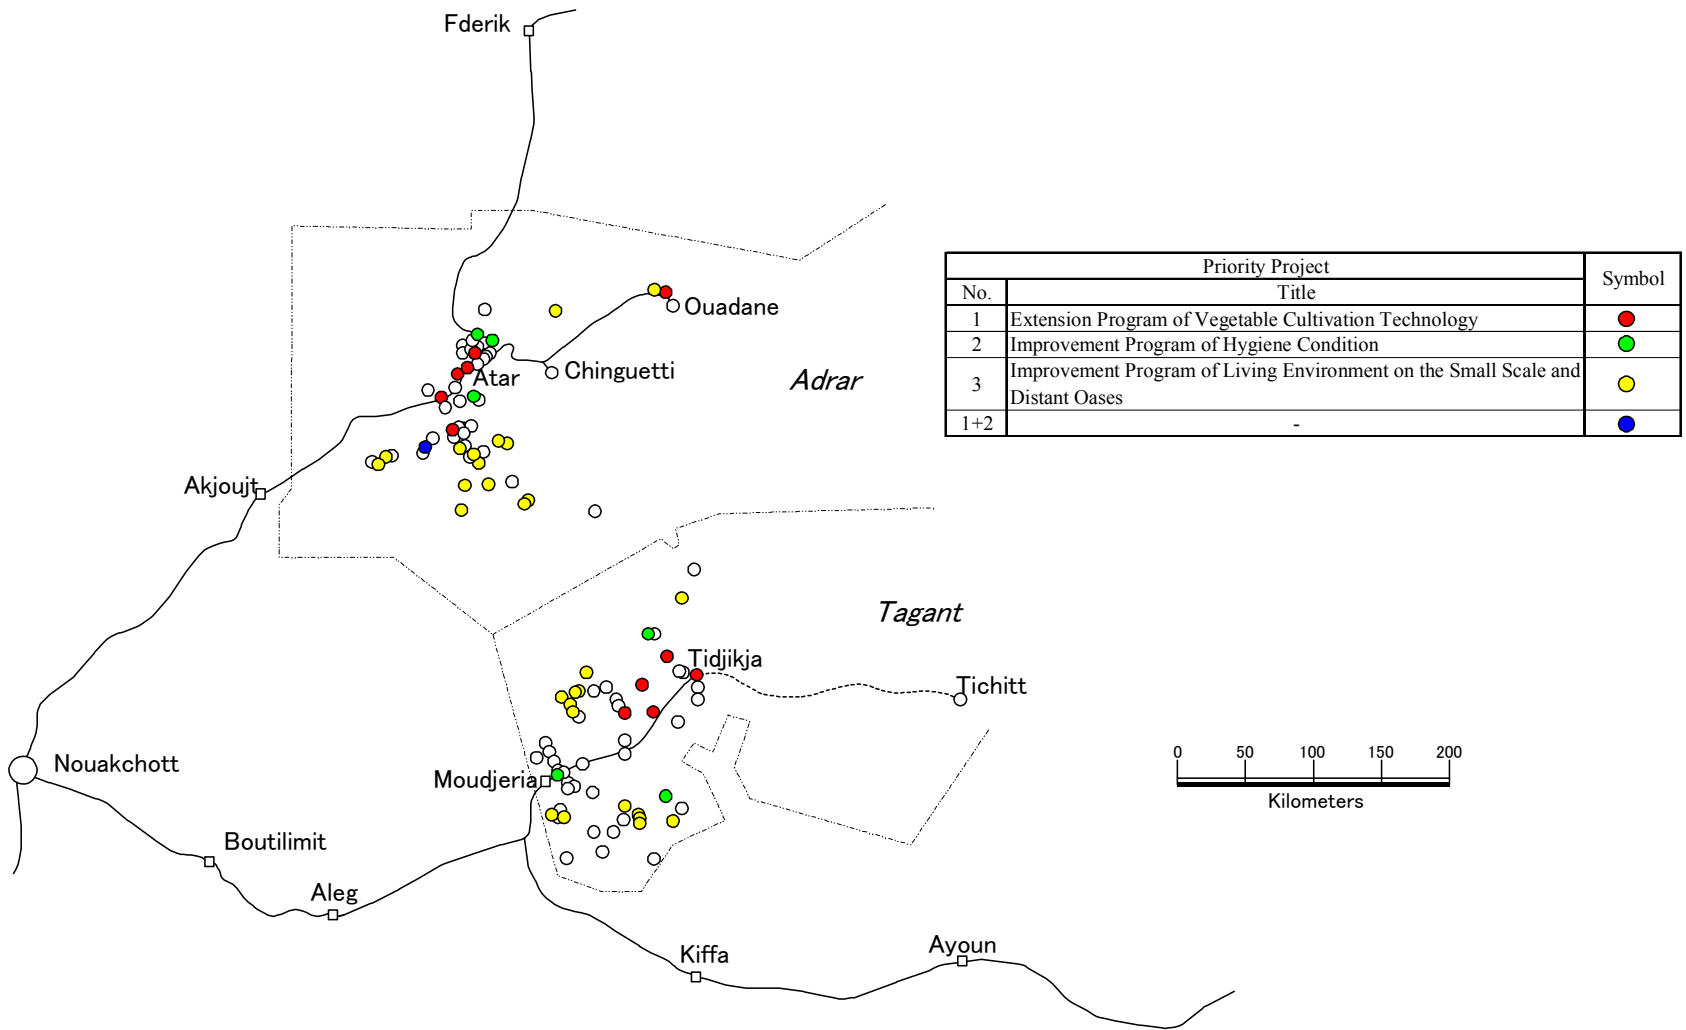 Fderik
Priority Project
Symbol
No.
Title
1
Extension Program of Vegetable Cultivation Technology
2
Improvement Program of Hygiene Condition
3
Improvement Program of Living Environment on the Small Scale and
Distant Oases
1+2
-
Ouadane
Chinguetti
Atar
Adrar
Akjoujt
Tagant
Tidjikja
Tichitt
Nouakchott
Moudjeria
0 50 100 150 200
Kilometers
Boutilimit
Aleg
Kiffa
Ayoun